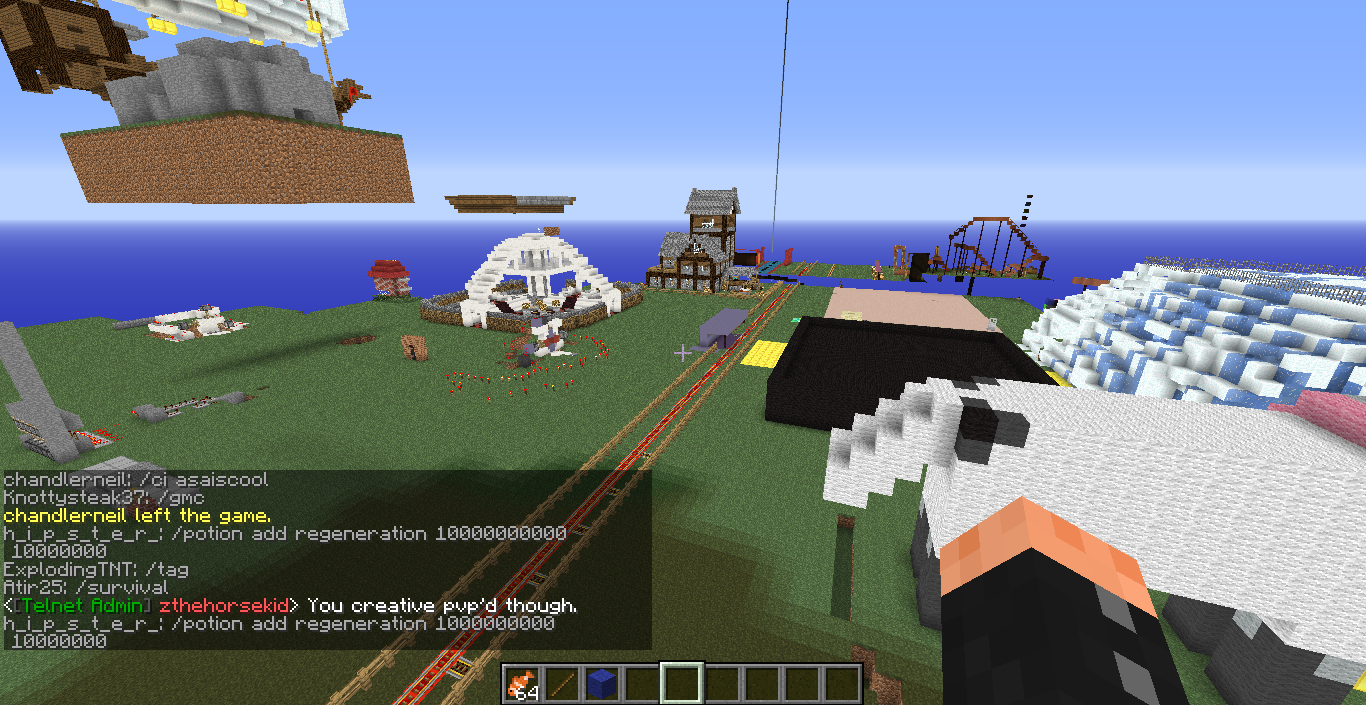 chandlerneil: /ci asaiscool
Knottysteak37: /gmc
chandlerneil left the game.
h_i_p_s_t_e_r_: /potion add regeneration 10000000000
10000000
ExplodingTNT: /tag
Atir25: /survival
<[Telnet Admin] zthehorsekid> You creative pvp'd though.
h_i_p_s_t_e_r_: /potion add regeneration 1000000000
10000000
64